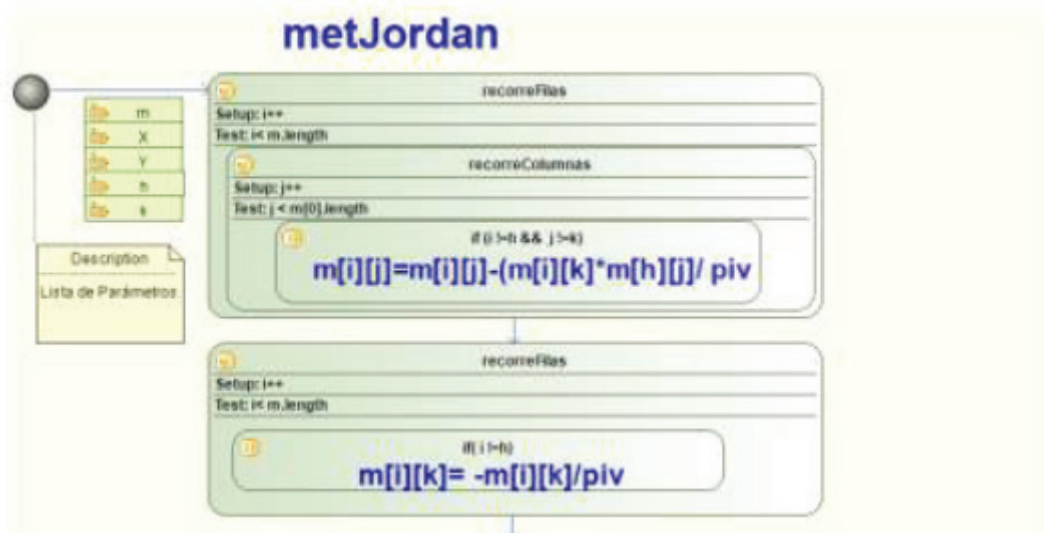 metJordan
recorreFilas
Setup: i++
Test: i< m.length
m
X
Y
h
k
recorreColumnas
Setup: j++
Test: j < m[0].length
if (i !=h && j !=k)
m[i][j]=m[i][j]-(m[i][k]*m[h][j]/ piv
Description
Lista de Parámetros
recorreFilas
Setup: i++
Test: i< m.length
if( i !=h)
m[i][k]= -m[i][k]/piv